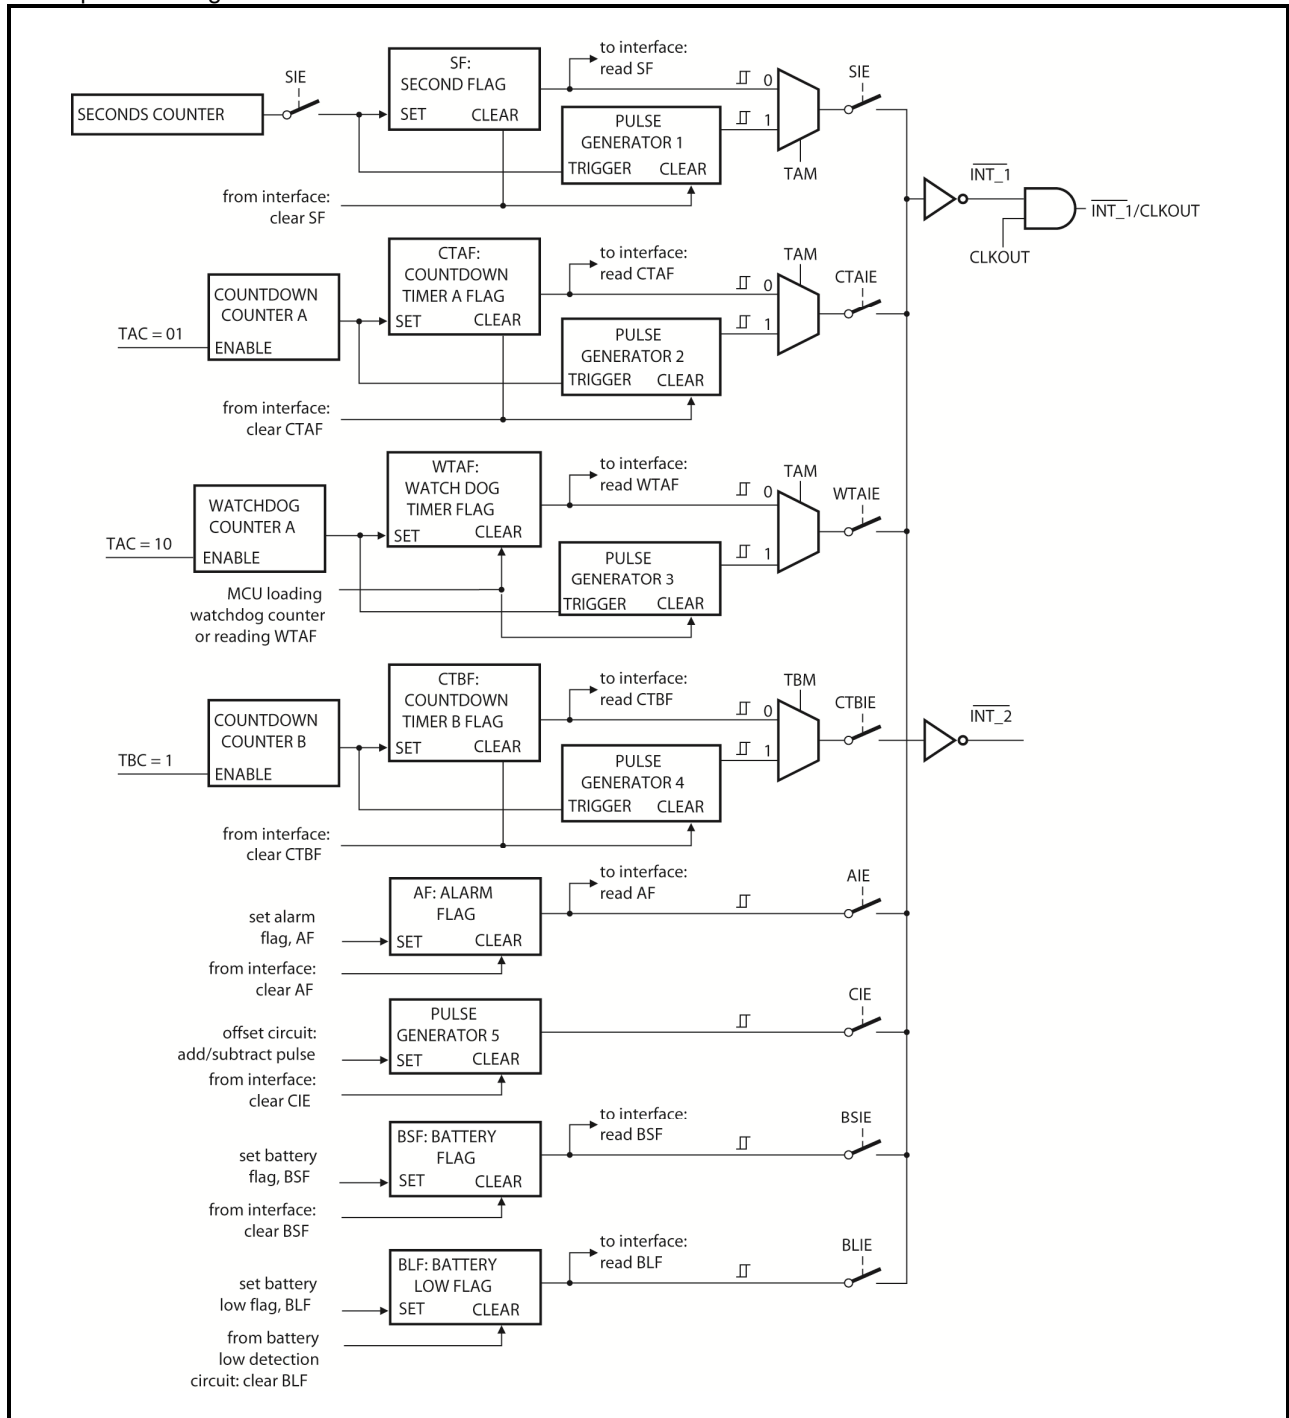 to interface:
read SF
SIE
SF:
SECOND FLAG
SET CLEAR
SECONDS COUNTER
0
1
SIE
PULSE
GENERATOR 1
TRIGGER CLEAR
TAM
from interface:
clear SF
INT_1
INT_1/CLKOUT
CLKOUT
CTAF:
COUNTDOWN
TIMER A FLAG
SET CLEAR
to interface:
read CTAF
TAM
0
1
CTAIE
COUNTDOWN
COUNTER A
ENABLE
TAC = 01
PULSE
GENERATOR 2
TRIGGER CLEAR
from interface:
clear CTAF
WTAF:
WATCH DOG
TIMER FLAG
SET CLEAR
to interface:
read WTAF
TAM
0
1
WTAIE
WATCHDOG
COUNTER A
ENABLE
TAC = 10
PULSE
GENERATOR 3
TRIGGER CLEAR
MCU loading
watchdog counter
or reading WTAF
CTBF:
COUNTDOWN
TIMER B FLAG
SET CLEAR
to interface:
read CTBF
TBM
0
1
CTBIE
INT_2
COUNTDOWN
COUNTER B
ENABLE
TBC = 1
PULSE
GENERATOR 4
TRIGGER CLEAR
from interface:
clear CTBF
to interface:
read AF
AIE
AF: ALARM
FLAG
SET CLEAR
set alarm
flag, AF
from interface:
clear AF
CIE
PULSE
GENERATOR 5
SET CLEAR
offset circuit:
add/subtract pulse
from interface:
clear CIE
to interface:
read BSF
BSIE
BSF: BATTERY
FLAG
SET CLEAR
set battery
flag, BSF
from interface:
clear BSF
to interface:
read BLF
BLIE
BLF: BATTERY
LOW FLAG
SET CLEAR
set battery
low flag, BLF
from battery
low detection
circuit: clear BLF